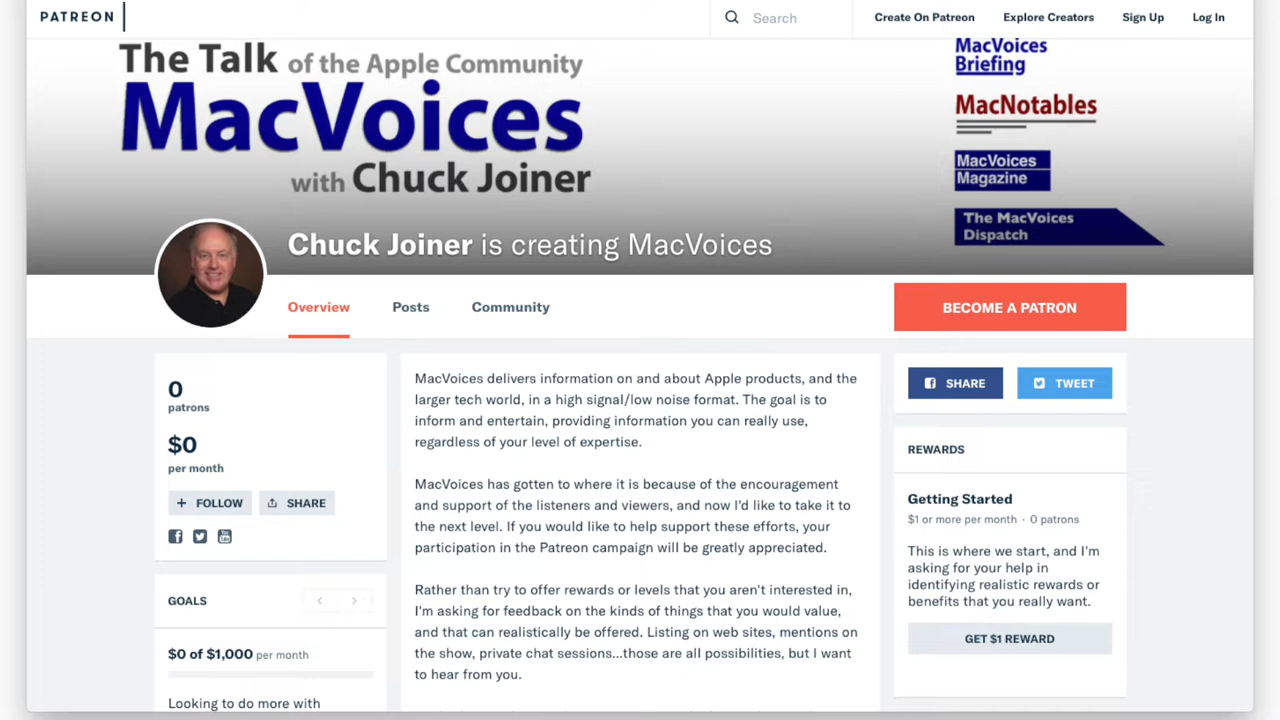 PATREON
Search
Create On Patreon
Explore Creators
Sign Up
Log In
The Talk of the Apple Community
MacVoices
with Chuck Joiner
MacVoices
Briefing
MacNotables
MacVoices
Magazine
The MacVoices
Dispatch
Chuck Joiner is creating MacVoices
Overview
Posts
Community
BECOME A PATRON
0
patrons
$0
per month
+ FOLLOW
SHARE
GOALS
$0 of $1,000 per month
Looking to do more with
MacVoices delivers information on and about Apple products, and the
larger tech world, in a high signal/low noise format. The goal is to
inform and entertain, providing information you can really use,
regardless of your level of expertise.
MacVoices has gotten to where it is because of the encouragement
and support of the listeners and viewers, and now I'd like to take it to
the next level. If you would like to help support these efforts, your
participation in the Patreon campaign will be greatly appreciated.
Rather than try to offer rewards or levels that you aren't interested in,
I'm asking for feedback on the kinds of things that you would value,
and that can realistically be offered. Listing on web sites, mentions on
the show, private chat sessions...those are all possibilities, but I want
to hear from you.
SHARE
TWEET
REWARDS
Getting Started
$1 or more per month · 0 patrons
This is where we start, and I'm
asking for your help in
identifying realistic rewards or
benefits that you really want.
GET $1 REWARD